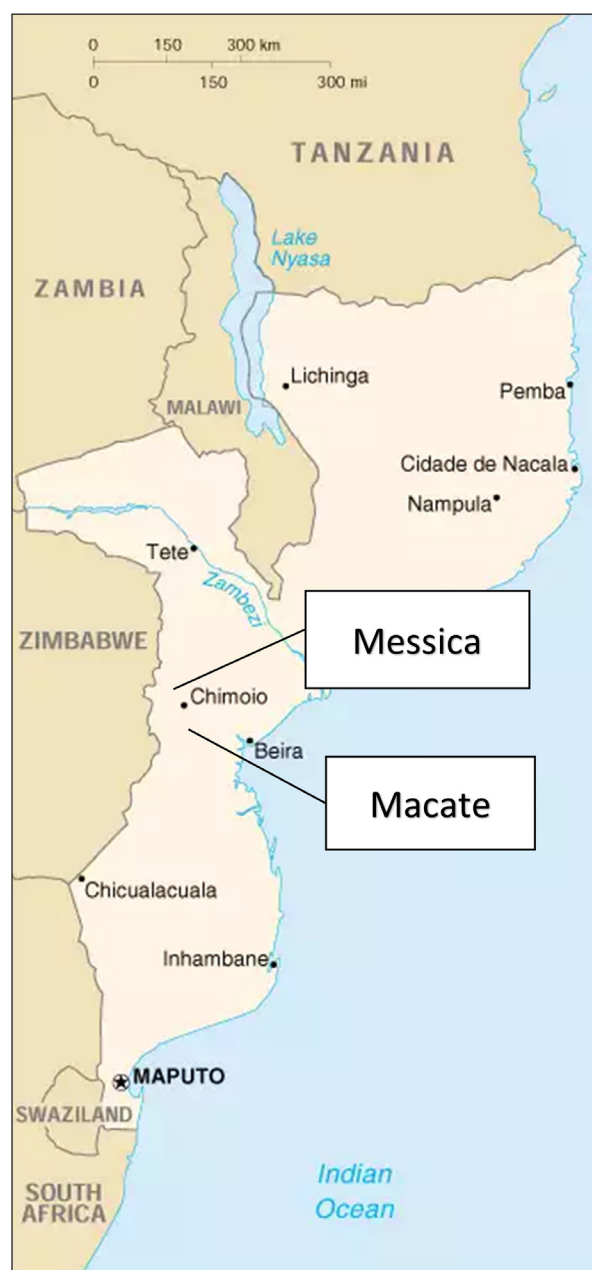 0 150 300 km
0 150 300 mi
TANZANIA
Lake
Nyasa
ZAMBIA
Lichinga
Pemba
MALAWI
Cidade de Nacala
Nampula
Tete
Zambezi
ZIMBABWE
Messica
Chimoio
Beira
Macate
Chicualacuala
Inhambane
MAPUTO
SWAZILAND
Indian
Ocean
SOUTH
AFRICA